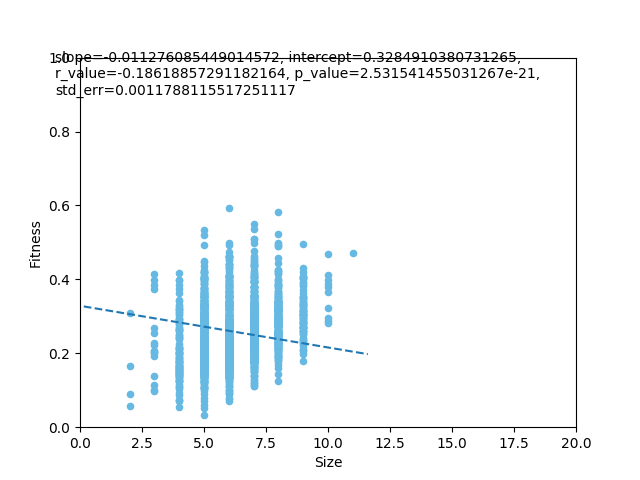 slope=-0.011276085449014572, intercept=0.3284910380731265,
r_value=-0.18618857291182164, p_value=2.531541455031267e-21,
std_err=0.0011788115517251117
1.0
0.8
0.6
0.4
0.2
0.0
Fitness
0.0 2.5 5.0 7.5 10.0 12.5 15.0 17.5 20.0
Size